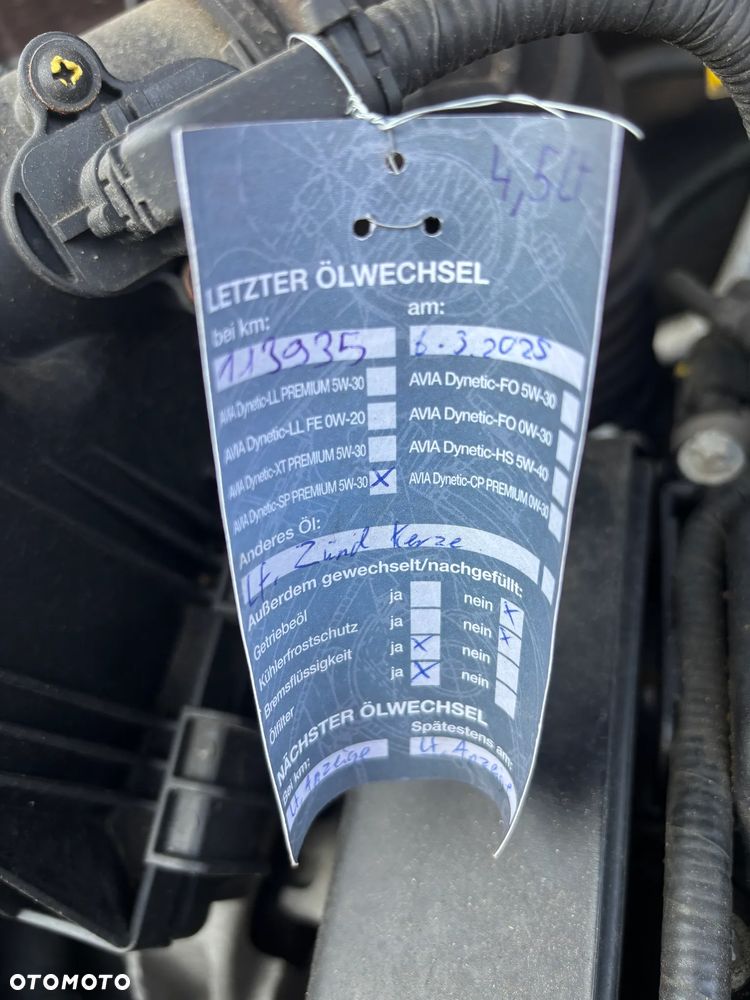 4,5 Lt
LETZTER ÖLWECHSEL
bei km: am:
113935 6.3.2025
AVIA Dynetic-LL PREMIUM 5W-30 AVIA Dynetic-FO 5W-30
AVIA Dynetic-LL FE 0W-20 AVIA Dynetic-FO 0W-30
AVIA Dynetic-XT PREMIUM 5W-30 AVIA Dynetic-HS 5W-40
AVIA Dynetic-SP PREMIUM 5W-30 X AVIA Dynetic-CP PREMIUM 0W-30
Anderes Öl:
Zünd Kerze
Außerdem gewechselt/nachgefüllt:
Getriebeöl ja nein X
Kühlerfrostschutz ja nein X
Bremsflüssigkeit ja X nein
Ölfilter ja X nein
NÄCHSTER ÖLWECHSEL
Bei km: Spätestens am:
Lt. Anzeige Lt. Anzeige
OTOMOTO